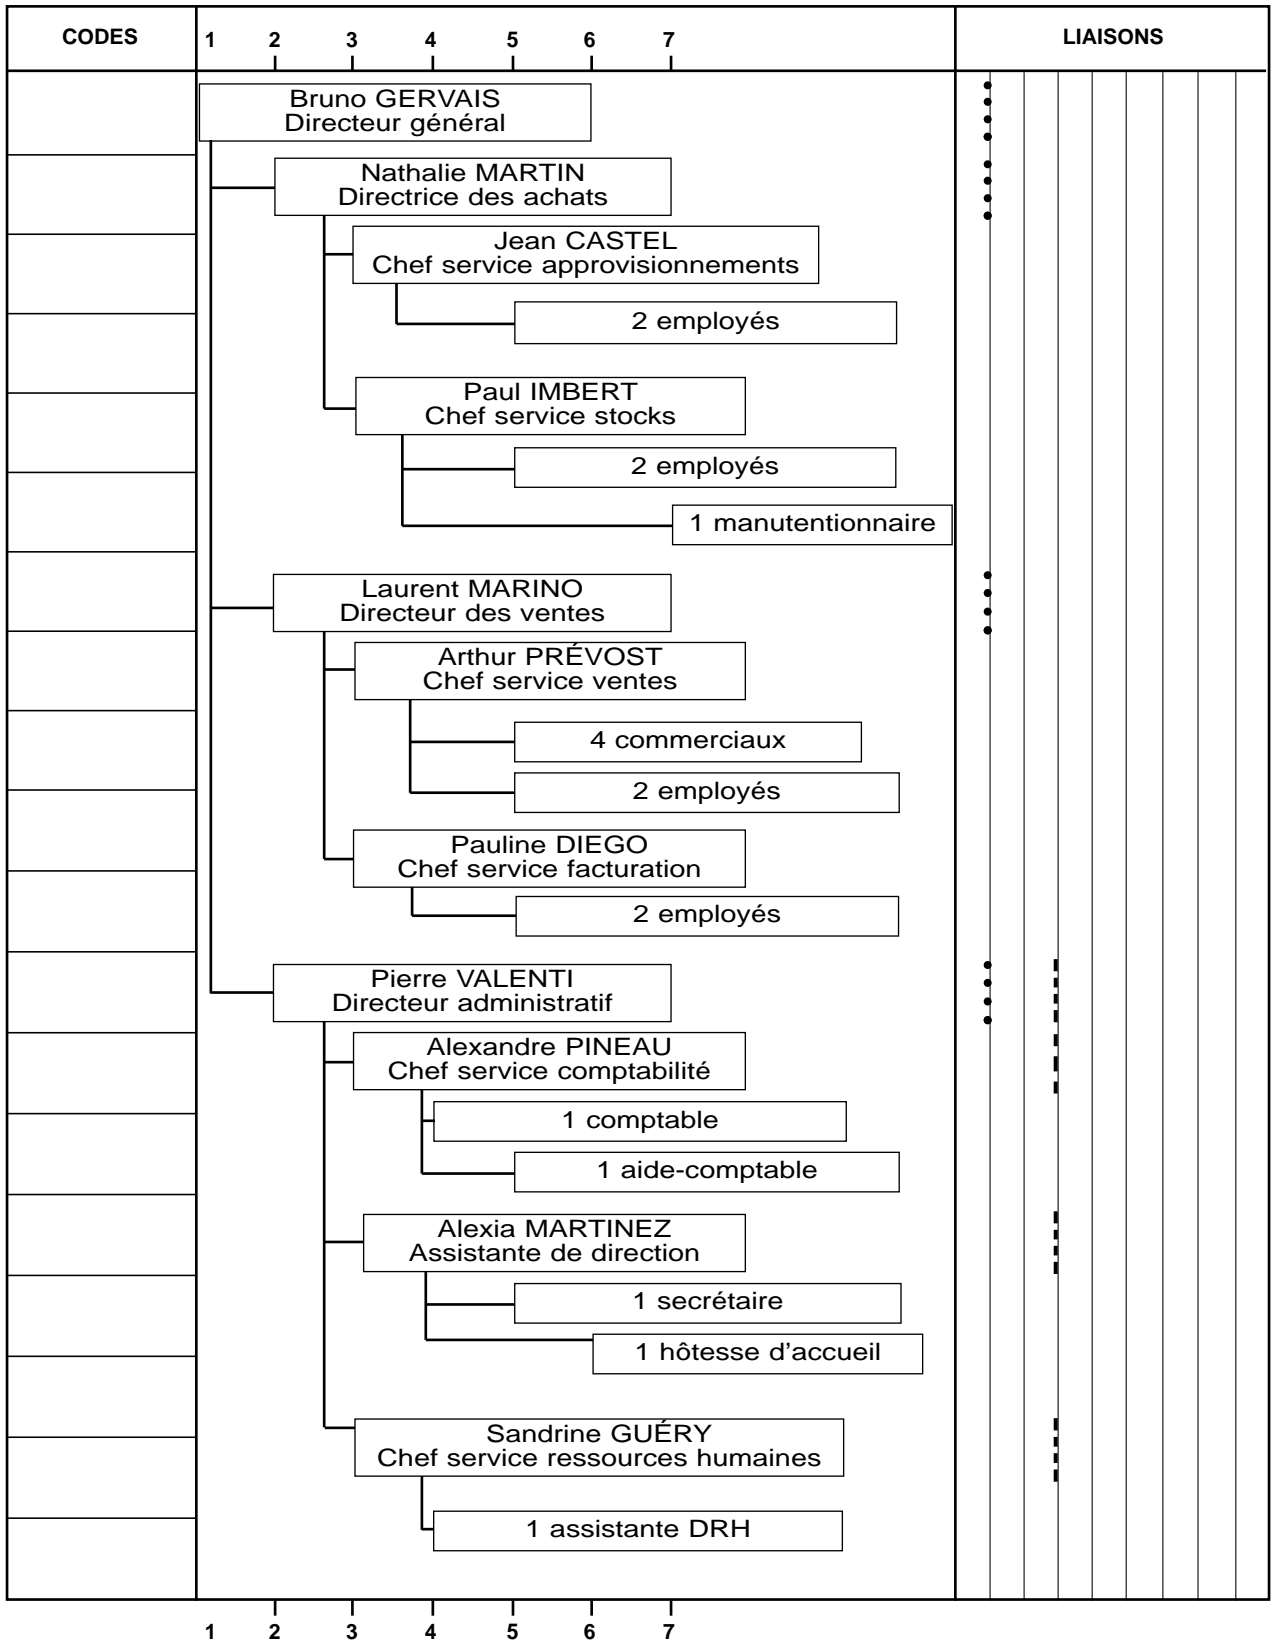 CODES 1 2 3 4 5 6 7 LIAISONS
Bruno GERVAIS
Directeur général
Nathalie MARTIN
Directrice des achats
Jean CASTEL
Chef service approvisionnements
2 employés
Paul IMBERT
Chef service stocks
2 employés
1 manutentionnaire
Laurent MARINO
Directeur des ventes
Arthur PRÉVOST
Chef service ventes
4 commerciaux
2 employés
Pauline DIEGO
Chef service facturation
2 employés
Pierre VALENTI
Directeur administratif
Alexandre PINEAU
Chef service comptabilité
1 comptable
1 aide-comptable
Alexia MARTINEZ
Assistante de direction
1 secrétaire
1 hôtesse d'accueil
Sandrine GUÉRY
Chef service ressources humaines
1 assistante DRH
1 2 3 4 5 6 7